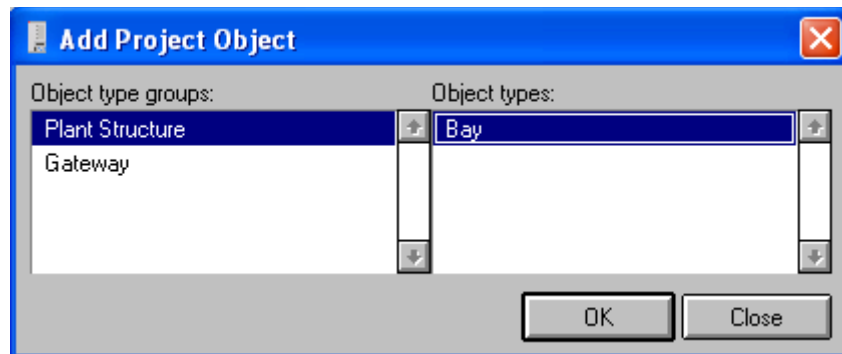 Add Project Object
Object type groups:
Object types:
Plant Structure
Gateway
Bay
OK
Close